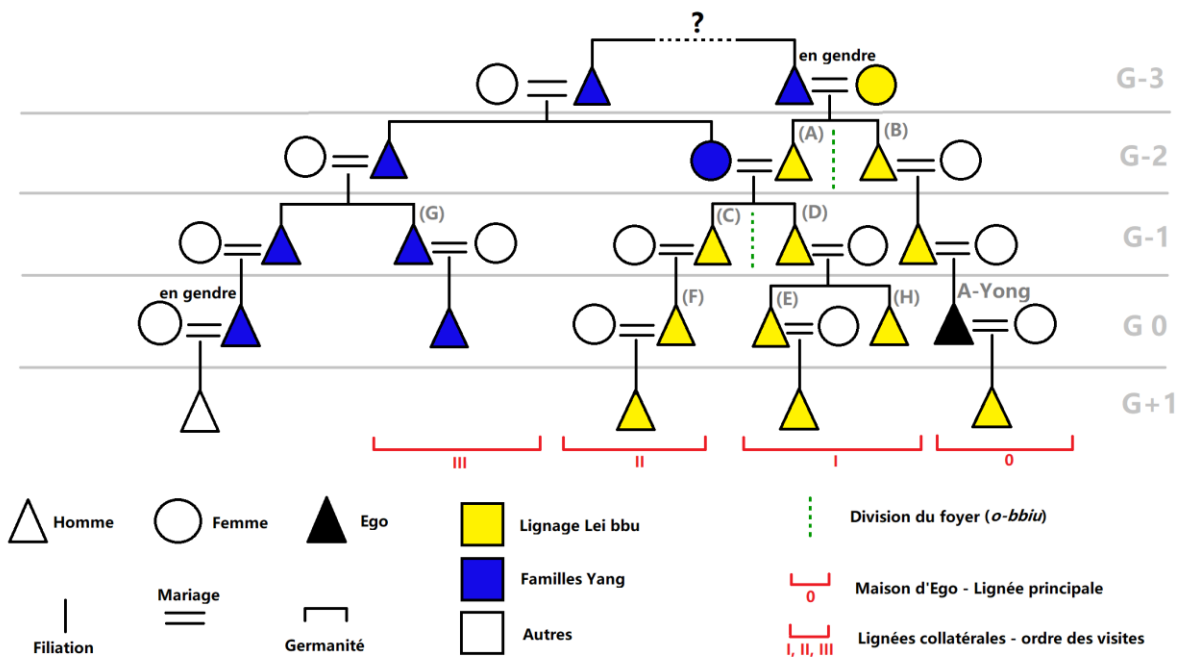 ?
en gendre
G-3
(A)
(B)
G-2
(G)
(C)
(D)
G-1
en gendre
(F)
(E)
(H)
A-Yong
G 0
G+1
III
II
I
0
Homme
Femme
Ego
Lignage Lei bbu
Division du foyer (o-bbiu)
Familles Yang
0
Maison d'Ego - Lignée principale
Mariage
Filiation
Germanité
Autres
I, II, III
Lignées collatérales - ordre des visites